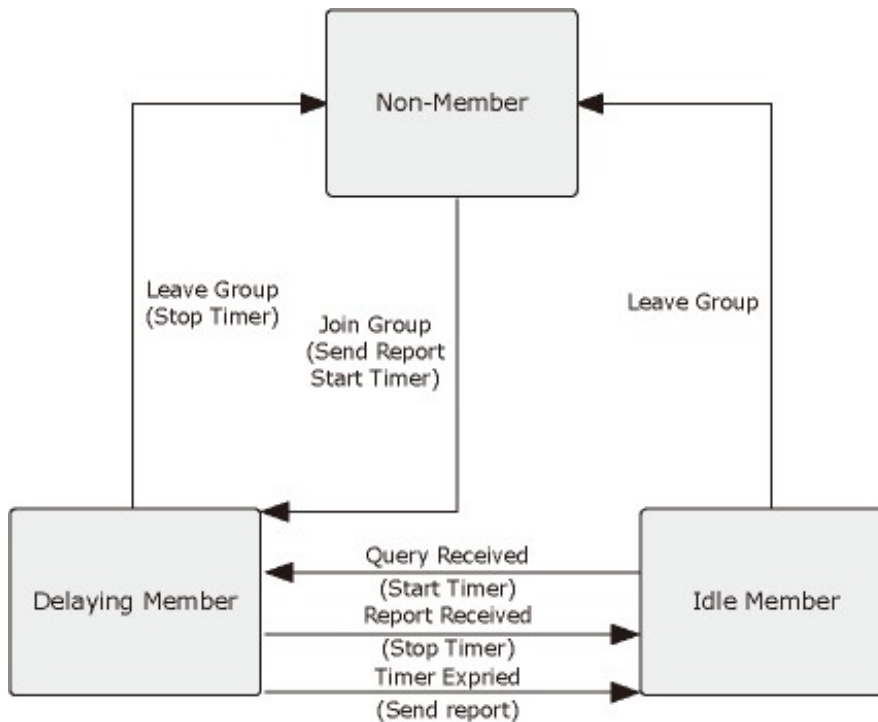 Non-Member
Leave Group
(Stop Timer)
Join Group
(Send Report
Start Timer)
Leave Group
Delaying Member
Query Received
(Start Timer)
Report Received
(Stop Timer)
Timer Expried
(Send report)
Idle Member